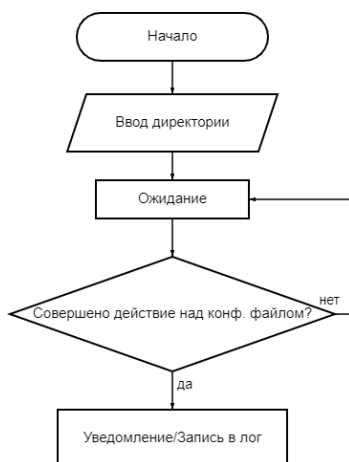 Начало
Ввод директории
Ожидание
Совершено действие над конф. файлом?
нет
да
Уведомление/Запись в лог